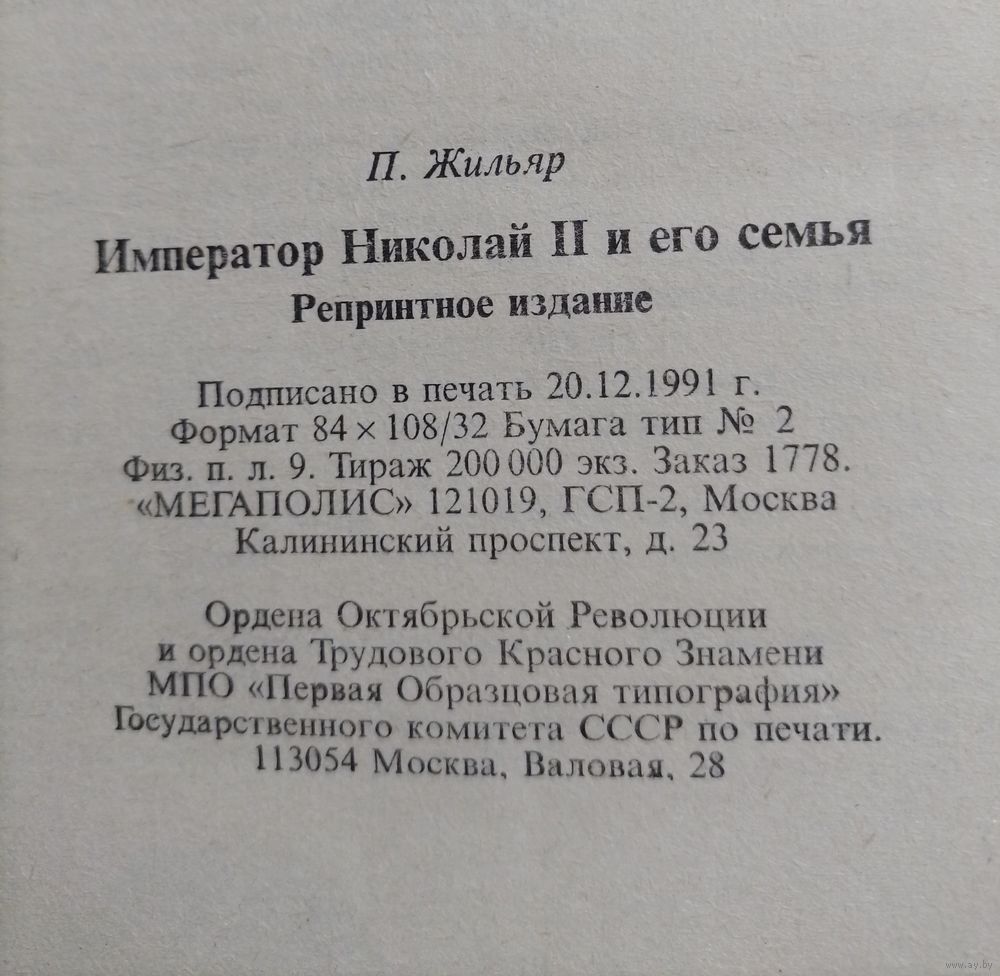 П. Жильяр
Император Николай II и его семья
Репринтное издание
Подписано в печать 20.12.1991 г.
Формат 84 × 108/32 Бумага тип № 2
Физ. п. л. 9. Тираж 200 000 экз. Заказ 1778.
«МЕГАПОЛИС» 121019, ГСП-2, Москва
Калининский проспект, д. 23
Ордена Октябрьской Революции
и ордена Трудового Красного Знамени
МПО «Первая Образцовая типография»
Государственного комитета СССР по печати.
113054 Москва, Валовая, 28
www.ay.by